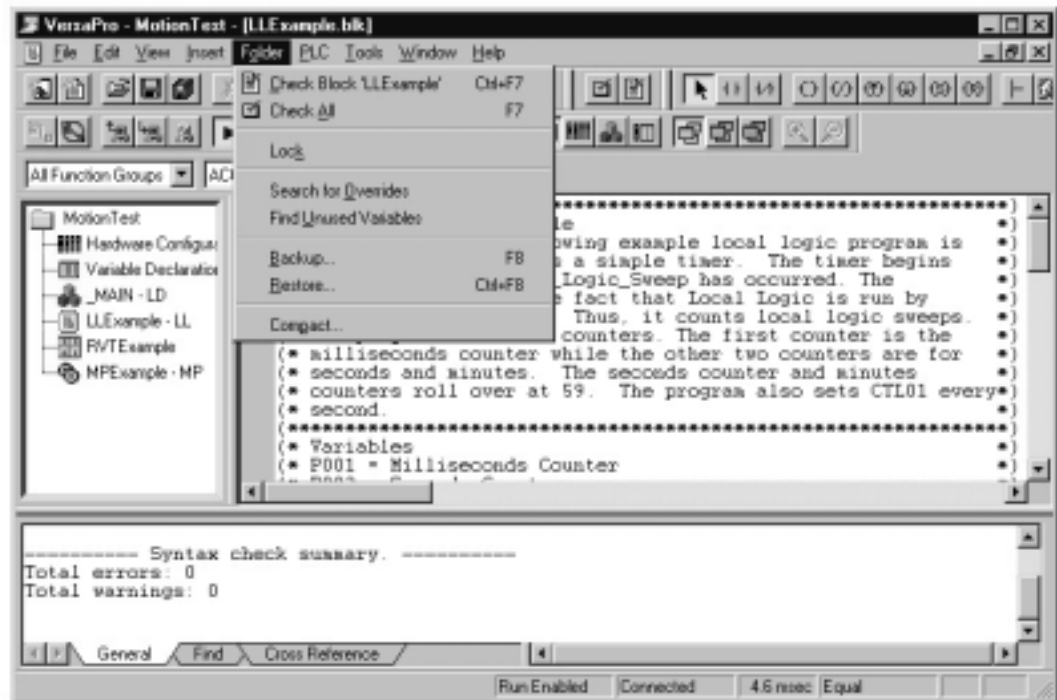 VersaPro - MotionTest - [LLExample.blk]
File Edit View Insert Folder PLC Tools Window Help
Check Block 'LLExample' Ctrl+F7
Check All F7
Lock
Search for Overrides
Find Unused Variables
Backup... F8
Restore... Ctrl+F8
Compact...
All Function Groups
MotionTest
Hardware Configura
Variable Declaration
_MAIN - LD
LLExample - LL
RVTExample
MPExample - MP
*************************************************)
le *)
owing example local logic program is *)
s a simple timer. The timer begins *)
_Logic_Sweep has occurred. The *)
e fact that Local Logic is run by *)
Thus, it counts local logic sweeps. *)
counters. The first counter is the *)
(* milliseconds counter while the other two counters are for *)
(* seconds and minutes. The seconds counter and minutes *)
(* counters roll over at 59. The program also sets CTL01 every*)
(* second. *)
(***************************************************************)
(* Variables *)
(* P001 - Milliseconds Counter *)
---------- Syntax check summary. ----------
Total errors: 0
Total warnings: 0
General Find Cross Reference
Run Enabled Connected 4.6 msec Equal